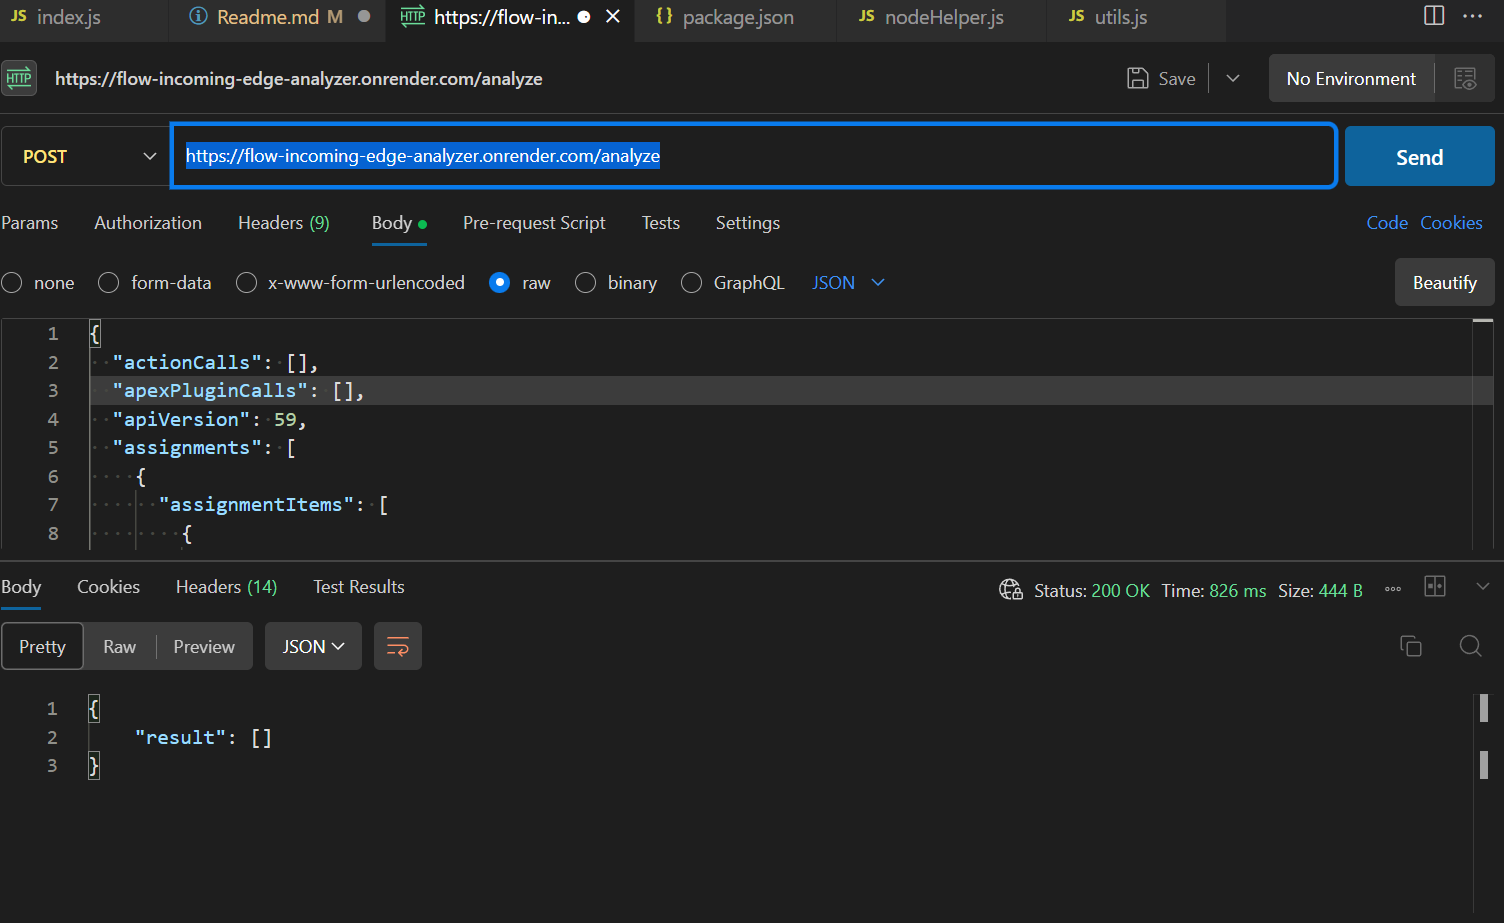 JS index.js Readme.md M HTTP https://flow-in... {} package.json JS nodeHelper.js JS utils.js
HTTP https://flow-incoming-edge-analyzer.onrender.com/analyze Save No Environment
POST https://flow-incoming-edge-analyzer.onrender.com/analyze Send
Params Authorization Headers (9) Body Pre-request Script Tests Settings Code Cookies
none form-data x-www-form-urlencoded raw binary GraphQL JSON Beautify
1 {
2 "actionCalls": [],
3 "apexPluginCalls": [],
4 "apiVersion": 59,
5 "assignments": [
6 {
7 "assignmentItems": [
8 {
Body Cookies Headers (14) Test Results Status: 200 OK Time: 826 ms Size: 444 B
Pretty Raw Preview JSON
1 {
2 "result": []
3 }